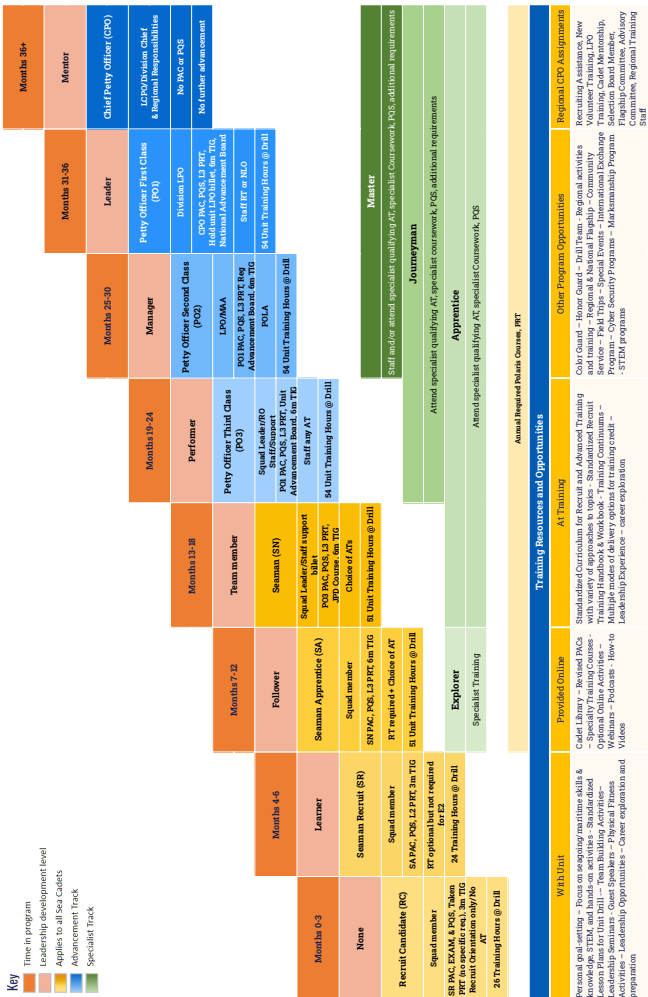 Key
Time in program
Leadership development level
Applies to all Sea Cadets
Advancement Track
Specialist Track
Months 0-3
None
Recruit Candidate (RC)
Squad member
SR PAC, EXAM, & PQS, Taken
PRT (no specific req.), 3m TIG
Recruit Orientation only/No
AT
26 Training Hours @ Drill
Months 4-6
Learner
Seaman Recruit (SR)
Squad member
SA PAC, PQS, L2 PRT, 3m TIG
RT optional but not required
for E2
24 Training Hours @ Drill
Months 7-12
Follower
Seaman Apprentice (SA)
Squad member
SN PAC, PQS, L3 PRT, 6m TIG
RT required + Choice of AT
51 Unit Training Hours @ Drill
Explorer
Specialist Training
Months 13-18
Team member
Seaman (SN)
Squad Leader/Staff support
billet
PO3 PAC, PQS, L3 PRT,
JPD Course. 6m TIG
Choice of ATs
51 Unit Training Hours @ Drill
Months 19-24
Performer
Petty Officer Third Class
(PO3)
Squad Leader/RO
Staff/Support
PO1 PAC, PQS, L3 PRT, Unit
Advancement Board, 6m TIG
Staff any AT
54 Unit Training Hours @ Drill
Months 25-30
Manager
Petty Officer Second Class
(PO2)
LPO/MAA
PO1 PAC, PQS, L3 PRT, Reg
Advancement Board, 6m TIG
POLA
54 Unit Training Hours @ Drill
Months 31-36
Leader
Petty Officer First Class
(PO1)
Division LPO
CPO PAC, PQS, L3 PRT,
Hold unit LPO billet, 6m TIG,
National Advancement Board
Staff RT or NLO
54 Unit Training Hours @ Drill
Months 36+
Mentor
Chief Petty Officer (CPO)
LCPO/Division Chief
& Regional Responsibilities
No PAC or PQS
No further advancement
Master
Staff and/or attend specialist qualifying AT, specialist Coursework, PQS, additional requirements
Journeyman
Attend specialist qualifying AT, specialist coursework, PQS, additional requirements
Apprentice
Attend specialist qualifying AT, specialist Coursework, PQS
Annual Required Polaris Courses, PRT
Training Resources and Opportunities
With Unit
Personal goal-setting – Focus on seagoing/maritime skills &
knowledge, STEM, and hands-on activities - Standardized
Lesson Plans for Unit Drill -– Team Building Activities–
Leadership Seminars - Guest Speakers – Physical Fitness
Activities – Leadership Opportunities – Career exploration and
preparation
Provided Online
Cadet Library – Revised PACs
– Specialty Training Courses -
Optional Online Activities –
Webinars – Podcasts - How-to
Videos
At Training
Standardized Curriculum for Recruit and Advanced Training
with variety of approaches to topics - Standardized Recruit
Training Handbook & Workbook - Training Continuums –
Multiple modes of delivery options for training credit –
Leadership Experience – career exploration
Other Program Opportunities
Color Guard – Honor Guard – Drill Team - Regional activities
and training – Regional & National Flagship – Community
Service – Field Trips – Special Events – International Exchange
Program – Cyber Security Programs – Marksmanship Program
- STEM programs
Regional CPO Assignments
Recruiting Assistance, New
Volunteer Training, LPO
Training, Cadet Mentorship,
Selection Board Member,
Flagship Committee, Advisory
Committee, Regional Training
Staff